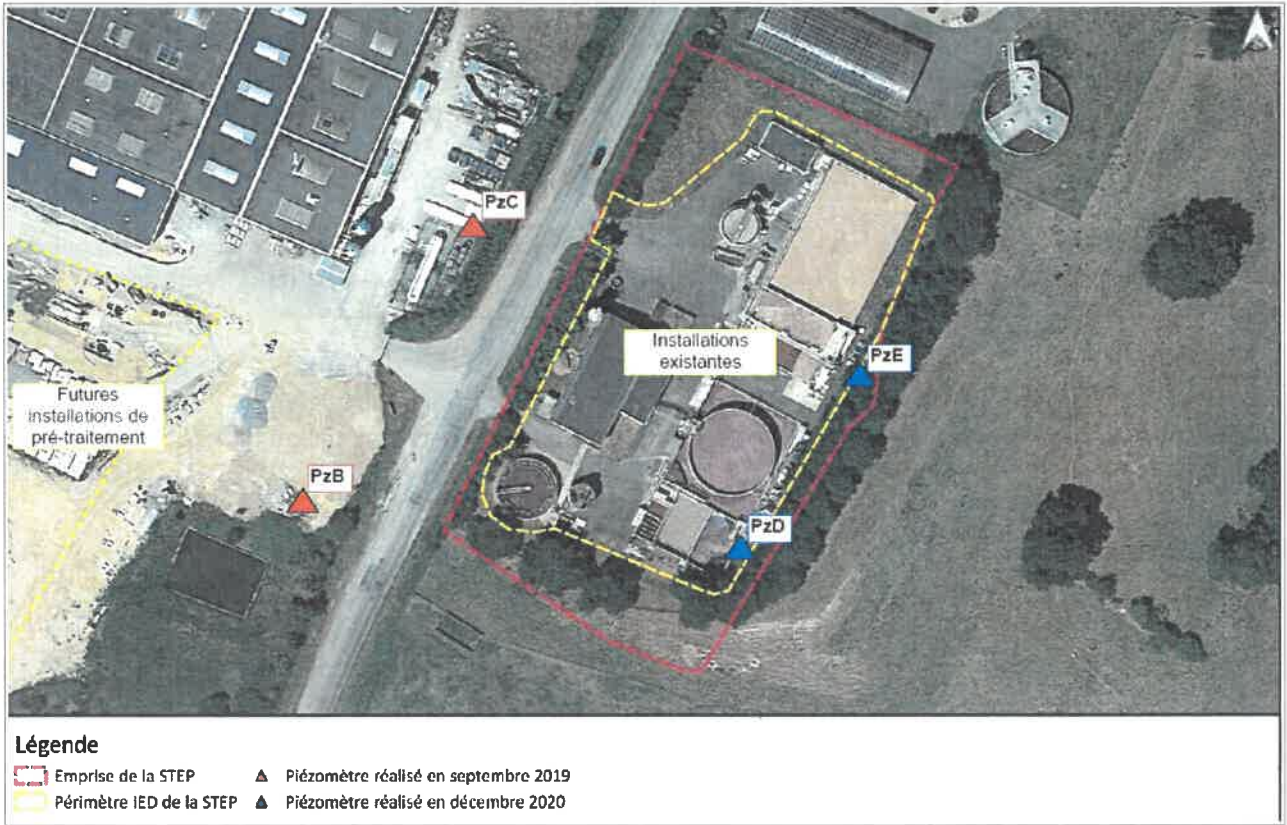 PzC
Installations
existantes
PzE
Futures
installations de
pré-traitement
PzB
PzD
Légende
Emprise de la STEP
Piézomètre réalisé en septembre 2019
Périmètre IED de la STEP
Piézomètre réalisé en décembre 2020